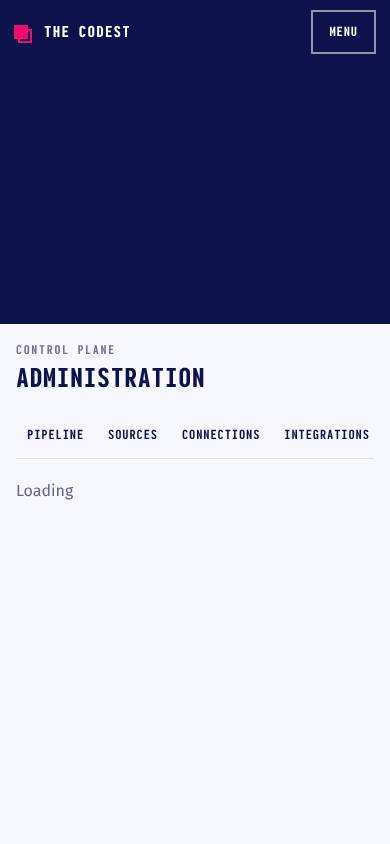 THE CODEST
MENU
CONTROL PLANE
ADMINISTRATION
PIPELINE SOURCES CONNECTIONS INTEGRATIONS
Loading